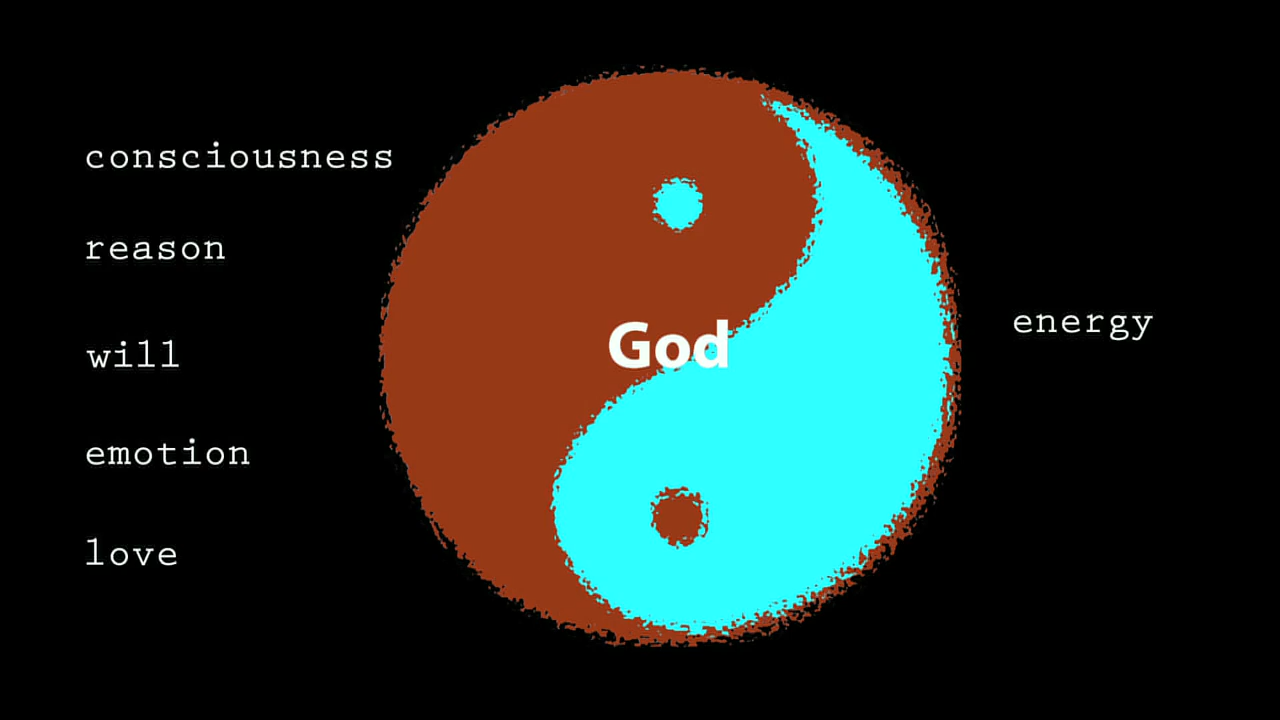 consciousness
reason
will
emotion
love
God
energy